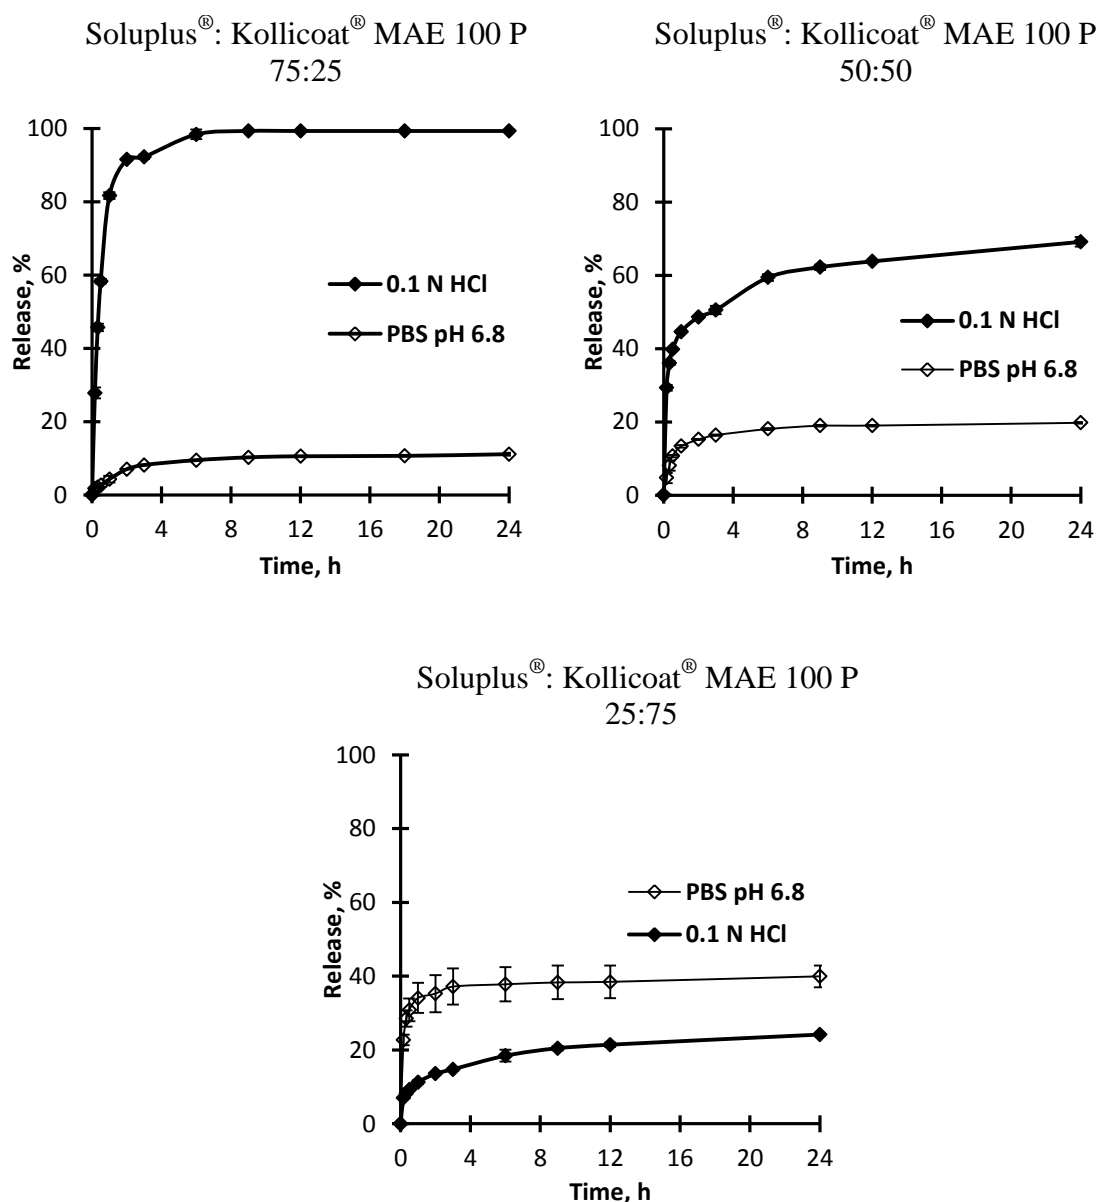 Soluplus®: Kollicoat® MAE 100 P
75:25
100
80
60
40
20
0
Release, %
0.1 N HCl
PBS pH 6.8
0 4 8 12 16 20 24
Time, h
Soluplus®: Kollicoat® MAE 100 P
50:50
100
80
60
40
20
0
Release, %
0.1 N HCl
PBS pH 6.8
0 4 8 12 16 20 24
Time, h
Soluplus®: Kollicoat® MAE 100 P
25:75
100
80
60
40
20
0
Release, %
PBS pH 6.8
0.1 N HCl
0 4 8 12 16 20 24
Time, h